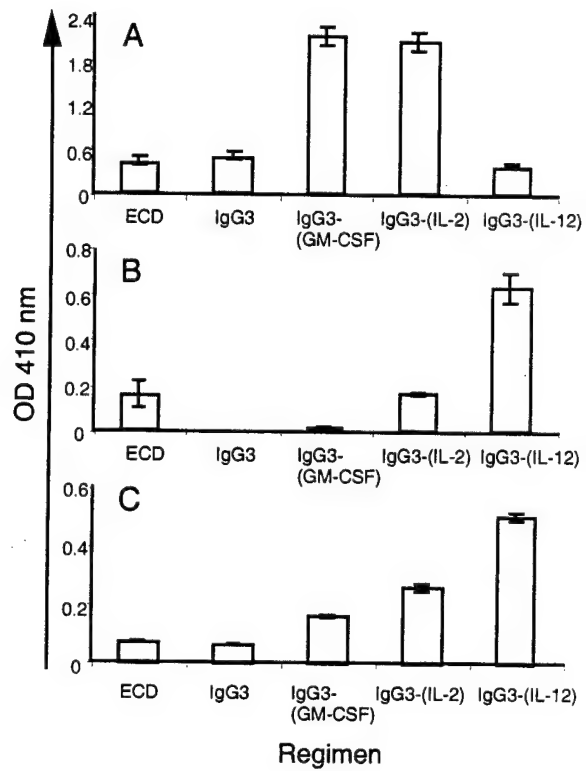 2.4
A
1.8
1.2
0.6
0
ECD IgG3 IgG3-(GM-CSF) IgG3-(IL-2) IgG3-(IL-12)
0.8
B
0.6
0.4
0.2
0
ECD IgG3 IgG3-(GM-CSF) IgG3-(IL-2) IgG3-(IL-12)
0.6
C
0.4
0.2
0
ECD IgG3 IgG3-(GM-CSF) IgG3-(IL-2) IgG3-(IL-12)
OD 410 nm
Regimen